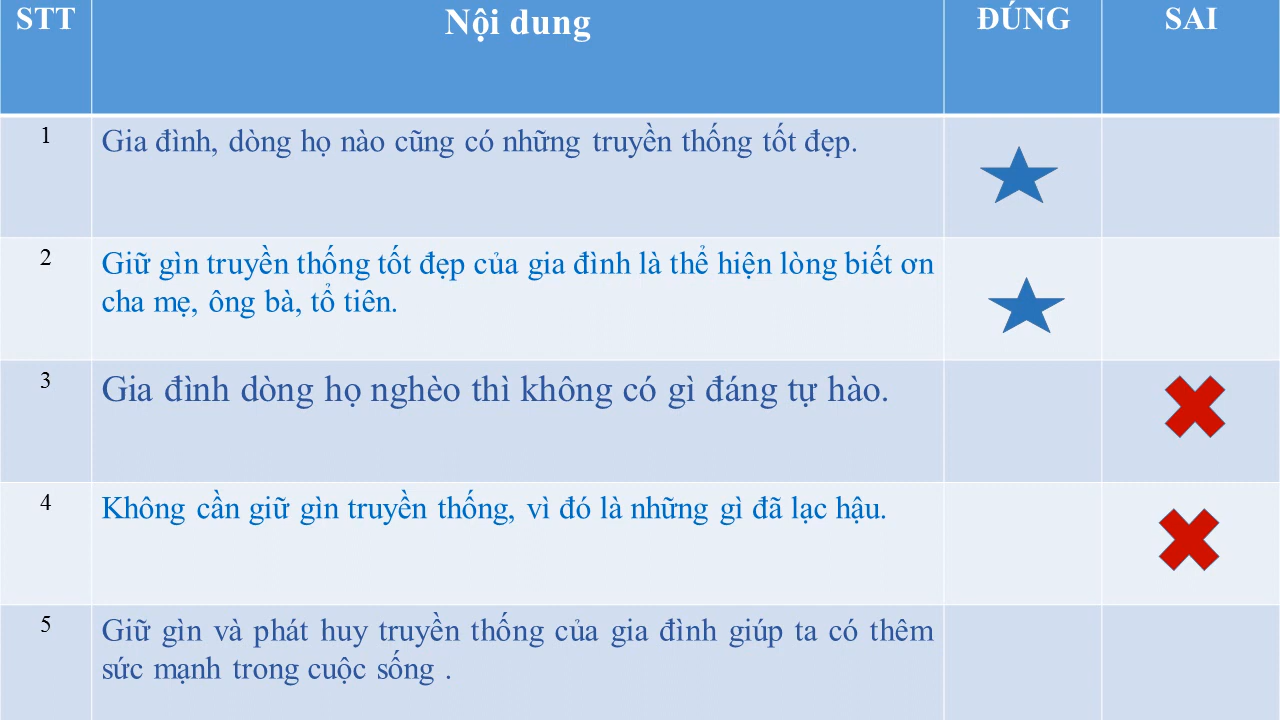 STT Nội dung ĐÚNG SAI
1 Gia đình, dòng họ nào cũng có những truyền thống tốt đẹp.
2 Giữ gìn truyền thống tốt đẹp của gia đình là thể hiện lòng biết ơn
cha mẹ, ông bà, tổ tiên.
3 Gia đình dòng họ nghèo thì không có gì đáng tự hào.
4 Không cần giữ gìn truyền thống, vì đó là những gì đã lạc hậu.
5 Giữ gìn và phát huy truyền thống của gia đình giúp ta có thêm
sức mạnh trong cuộc sống .